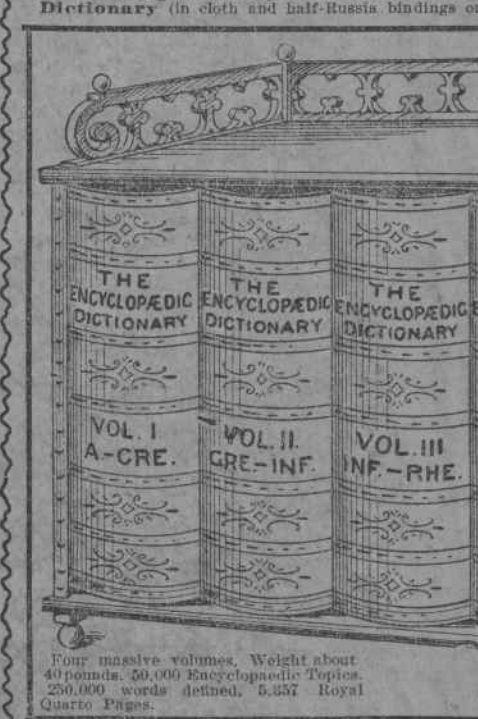 Dictionary (in cloth and half-Russia bindings
THE
ENCYCLOPÆDIC
DICTIONARY
VOL. I
A-CRE.
THE
ENCYCLOPÆDIC
DICTIONARY
VOL. II.
CRE.-INF.
THE
ENCYCLOPÆDIC
DICTIONARY
VOL. III
INF.-RHE.
Four massive volumes, Weight about
40 pounds. 50,000 Encyclopaedic Topics.
250,000 words defined, 5,357 Royal
Quarto Pages.